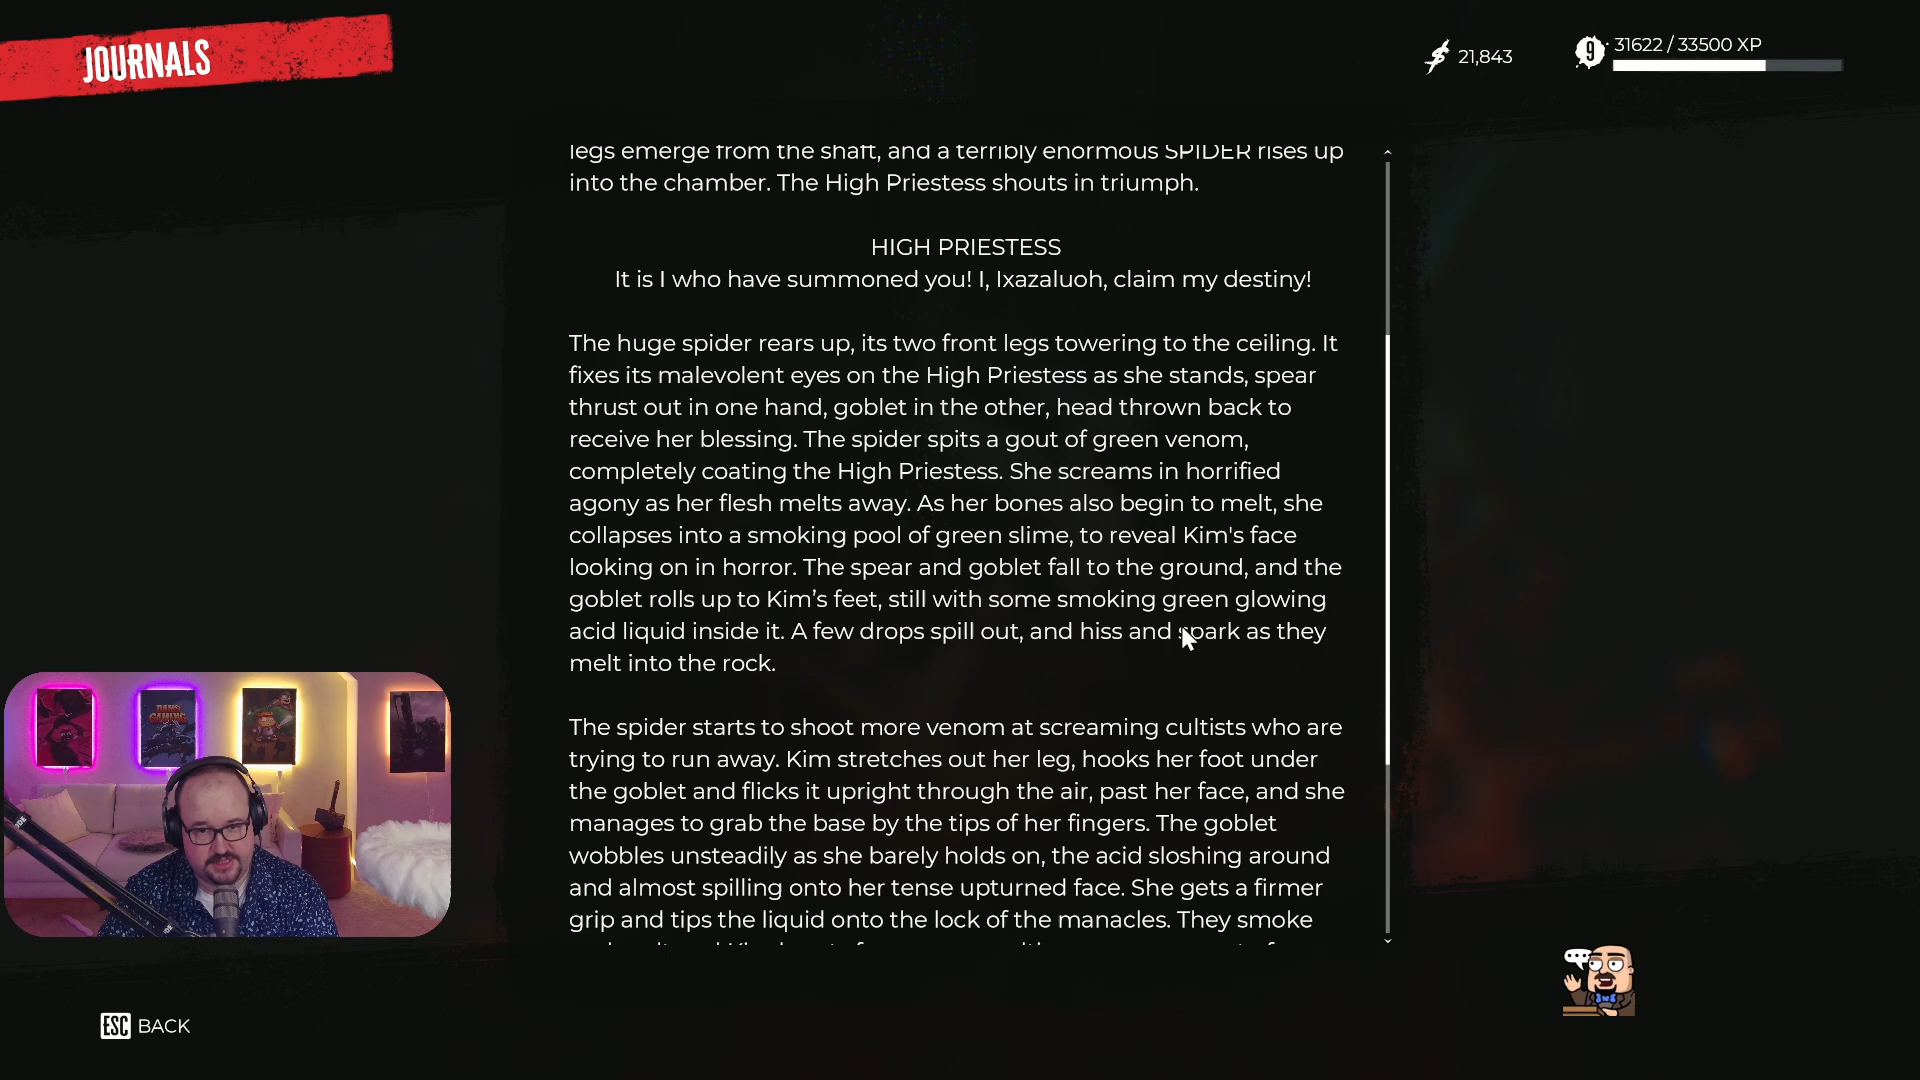 JOURNALS
21,843
9
31622 / 33500 XP
legs emerge from the shaft, and a terribly enormous SPIDER rises up
into the chamber. The High Priestess shouts in triumph.
HIGH PRIESTESS
It is I who have summoned you! I, Ixazaluoh, claim my destiny!
The huge spider rears up, its two front legs towering to the ceiling. It
fixes its malevolent eyes on the High Priestess as she stands, spear
thrust out in one hand, goblet in the other, head thrown back to
receive her blessing. The spider spits a gout of green venom,
completely coating the High Priestess. She screams in horrified
agony as her flesh melts away. As her bones also begin to melt, she
collapses into a smoking pool of green slime, to reveal Kim's face
looking on in horror. The spear and goblet fall to the ground, and the
goblet rolls up to Kim’s feet, still with some smoking green glowing
acid liquid inside it. A few drops spill out, and hiss and spark as they
melt into the rock.
The spider starts to shoot more venom at screaming cultists who are
trying to run away. Kim stretches out her leg, hooks her foot under
the goblet and flicks it upright through the air, past her face, and she
manages to grab the base by the tips of her fingers. The goblet
wobbles unsteadily as she barely holds on, the acid sloshing around
and almost spilling onto her tense upturned face. She gets a firmer
grip and tips the liquid onto the lock of the manacles. They smoke
DANS
GAMING
ESC BACK